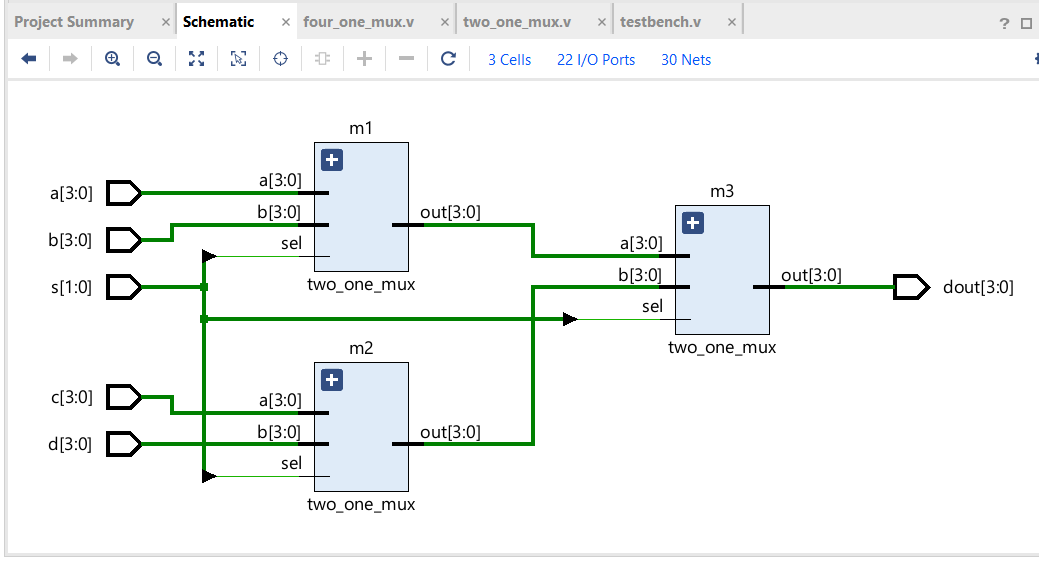 Project Summary × Schematic × four_one_mux.v × two_one_mux.v × testbench.v ×
? 
3 Cells 22 I/O Ports 30 Nets
m1
a[3:0] a[3:0]
b[3:0] b[3:0] out[3:0]
s[1:0] sel
two_one_mux
m2
c[3:0] a[3:0]
d[3:0] b[3:0] out[3:0]
sel
two_one_mux
m3
a[3:0]
b[3:0] out[3:0] dout[3:0]
sel
two_one_mux